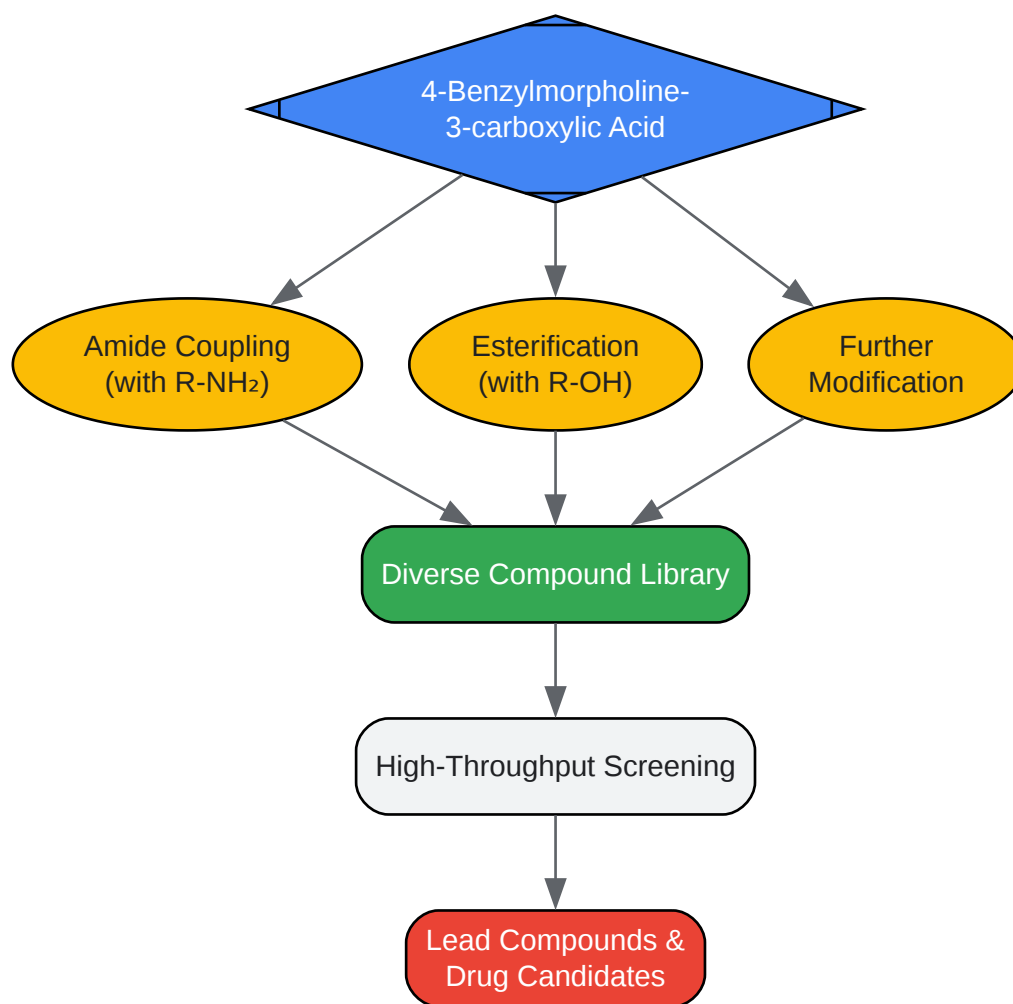 4-Benzylmorpholine-
3-carboxylic Acid
Amide Coupling
(with R-NH₂)
Esterification
(with R-OH)
Further
Modification
Diverse Compound Library
High-Throughput Screening
Lead Compounds &
Drug Candidates